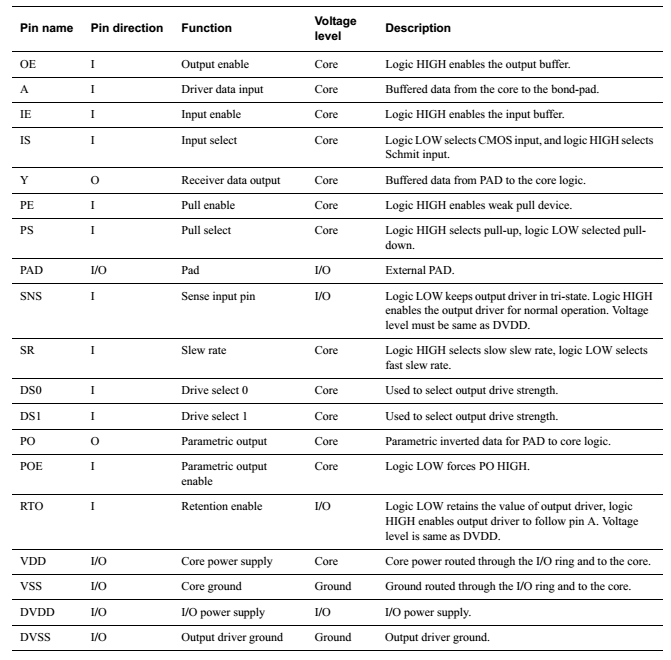 Pin name Pin direction Function Voltage level Description
OE I Output enable Core Logic HIGH enables the output buffer.
A I Driver data input Core Buffered data from the core to the bond-pad.
IE I Input enable Core Logic HIGH enables the input buffer.
IS I Input select Core Logic LOW selects CMOS input, and logic HIGH selects
Schmit input.
Y O Receiver data output Core Buffered data from PAD to the core logic.
PE I Pull enable Core Logic HIGH enables weak pull device.
PS I Pull select Core Logic HIGH selects pull-up, logic LOW selected pull-
down.
PAD I/O Pad I/O External PAD.
SNS I Sense input pin I/O Logic LOW keeps output driver in tri-state. Logic HIGH
enables the output driver for normal operation. Voltage
level must be same as DVDD.
SR I Slew rate Core Logic HIGH selects slow slew rate, logic LOW selects
fast slew rate.
DS0 I Drive select 0 Core Used to select output drive strength.
DS1 I Drive select 1 Core Used to select output drive strength.
PO O Parametric output Core Parametric inverted data for PAD to core logic.
POE I Parametric output enable Core Logic LOW forces PO HIGH.
RTO I Retention enable I/O Logic LOW retains the value of output driver, logic
HIGH enables output driver to follow pin A. Voltage
level is same as DVDD.
VDD I/O Core power supply Core Core power routed through the I/O ring and to the core.
VSS I/O Core ground Ground Ground routed through the I/O ring and to the core.
DVDD I/O I/O power supply I/O I/O power supply.
DVSS I/O Output driver ground Ground Output driver ground.